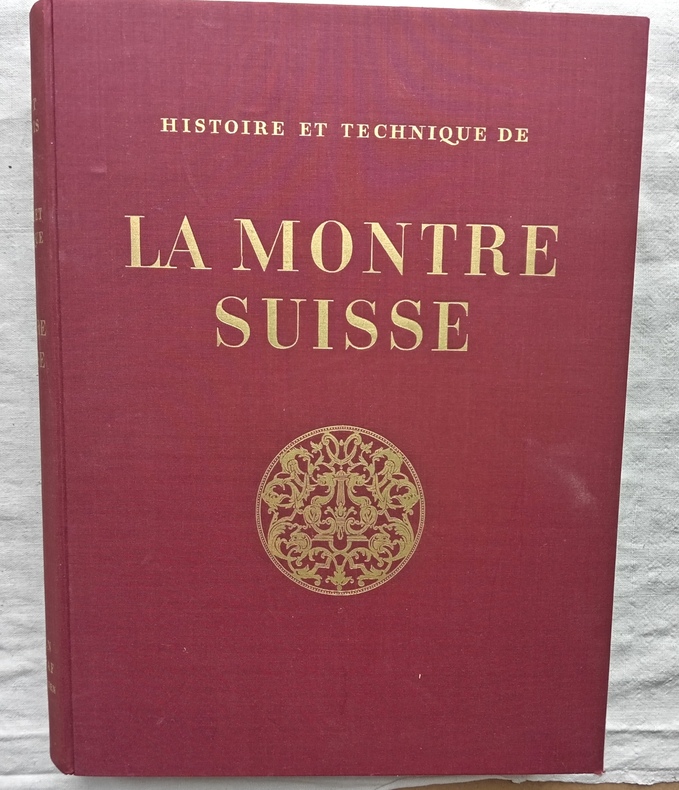 HISTOIRE ET TECHNIQUE DE
LA MONTRE
SUISSE